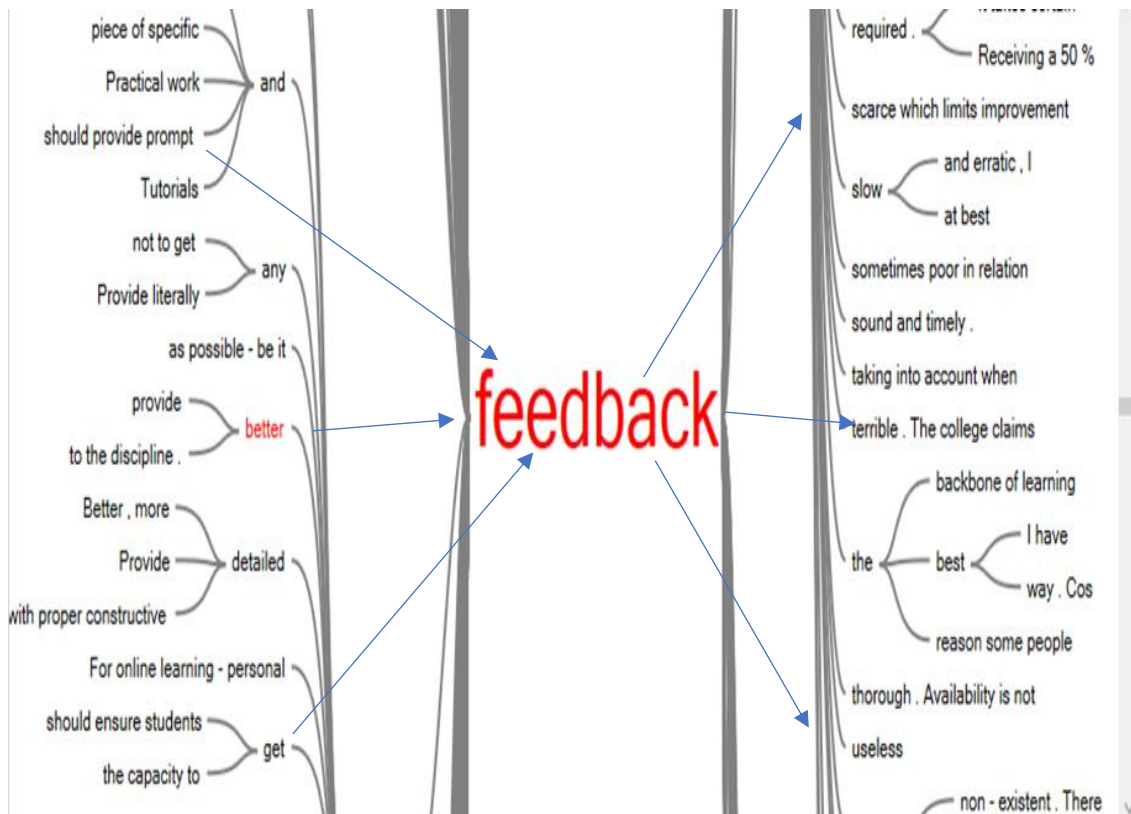 piece of specific
Practical work
and
should provide prompt
Tutorials
not to get
any
Provide literally
as possible - be it
provide
better
to the discipline .
Better , more
Provide
detailed
with proper constructive
For online learning - personal
should ensure students
get
the capacity to
feedback
required .
Receiving a 50 %
scarce which limits improvement
slow
and erratic , I
at best
sometimes poor in relation
sound and timely .
taking into account when
terrible . The college claims
the
backbone of learning
best
I have
way . Cos
reason some people
thorough . Availability is not
useless
non - existent . There